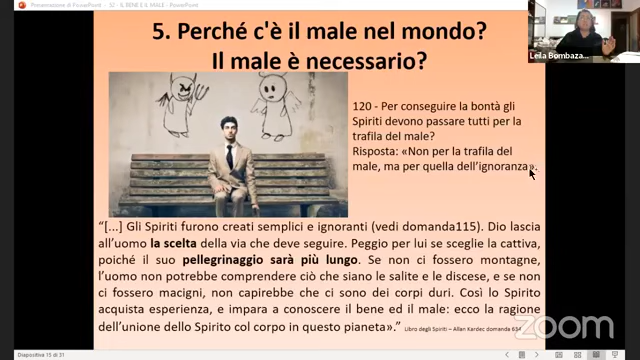 Presentazione di PowerPoint - 32 - IL BENE E IL MALE - PowerPoint
5. Perché c'è il male nel mondo?
Il male è necessario?
Leila Bombaza...
120 - Per conseguire la bontà gli
Spiriti devono passare tutti per la
trafila del male?
Risposta: «Non per la trafila del
male, ma per quella dell'ignoranza».
"[...] Gli Spiriti furono creati semplici e ignoranti (vedi domanda115). Dio lascia
all'uomo la scelta della via che deve seguire. Peggio per lui se sceglie la cattiva,
poiché il suo pellegrinaggio sarà più lungo. Se non ci fossero montagne,
l'uomo non potrebbe comprendere ciò che siano le salite e le discese, e se non
ci fossero macigni, non capirebbe che ci sono dei corpi duri. Così lo Spirito
acquista esperienza, e impara a conoscere il bene ed il male: ecco la ragione
dell'unione dello Spirito col corpo in questo pianeta»." Libro degli Spiriti – Allan Kardec domanda 634
zoom
Diapositiva 15 di 31